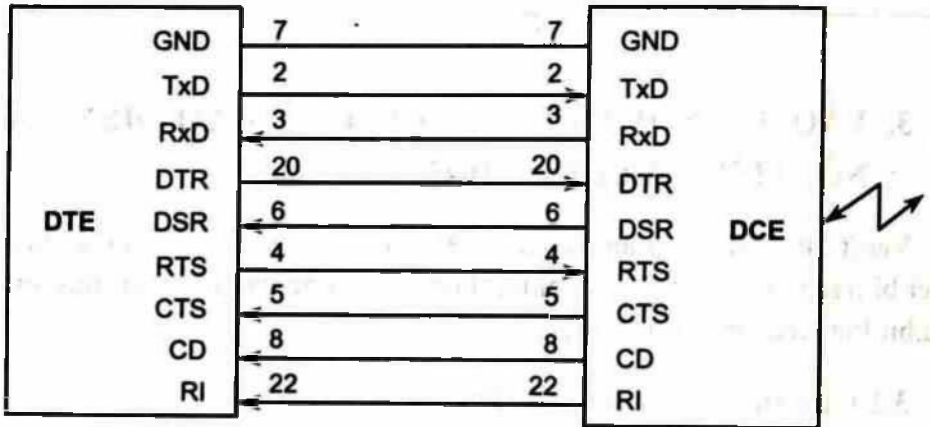 GND 7 7 GND
TxD 2 2 TxD
RxD 3 3 RxD
DTR 20 20 DTR
DTE DSR 6 6 DSR DCE
RTS 4 4 RTS
CTS 5 5 CTS
CD 8 8 CD
RI 22 22 RI